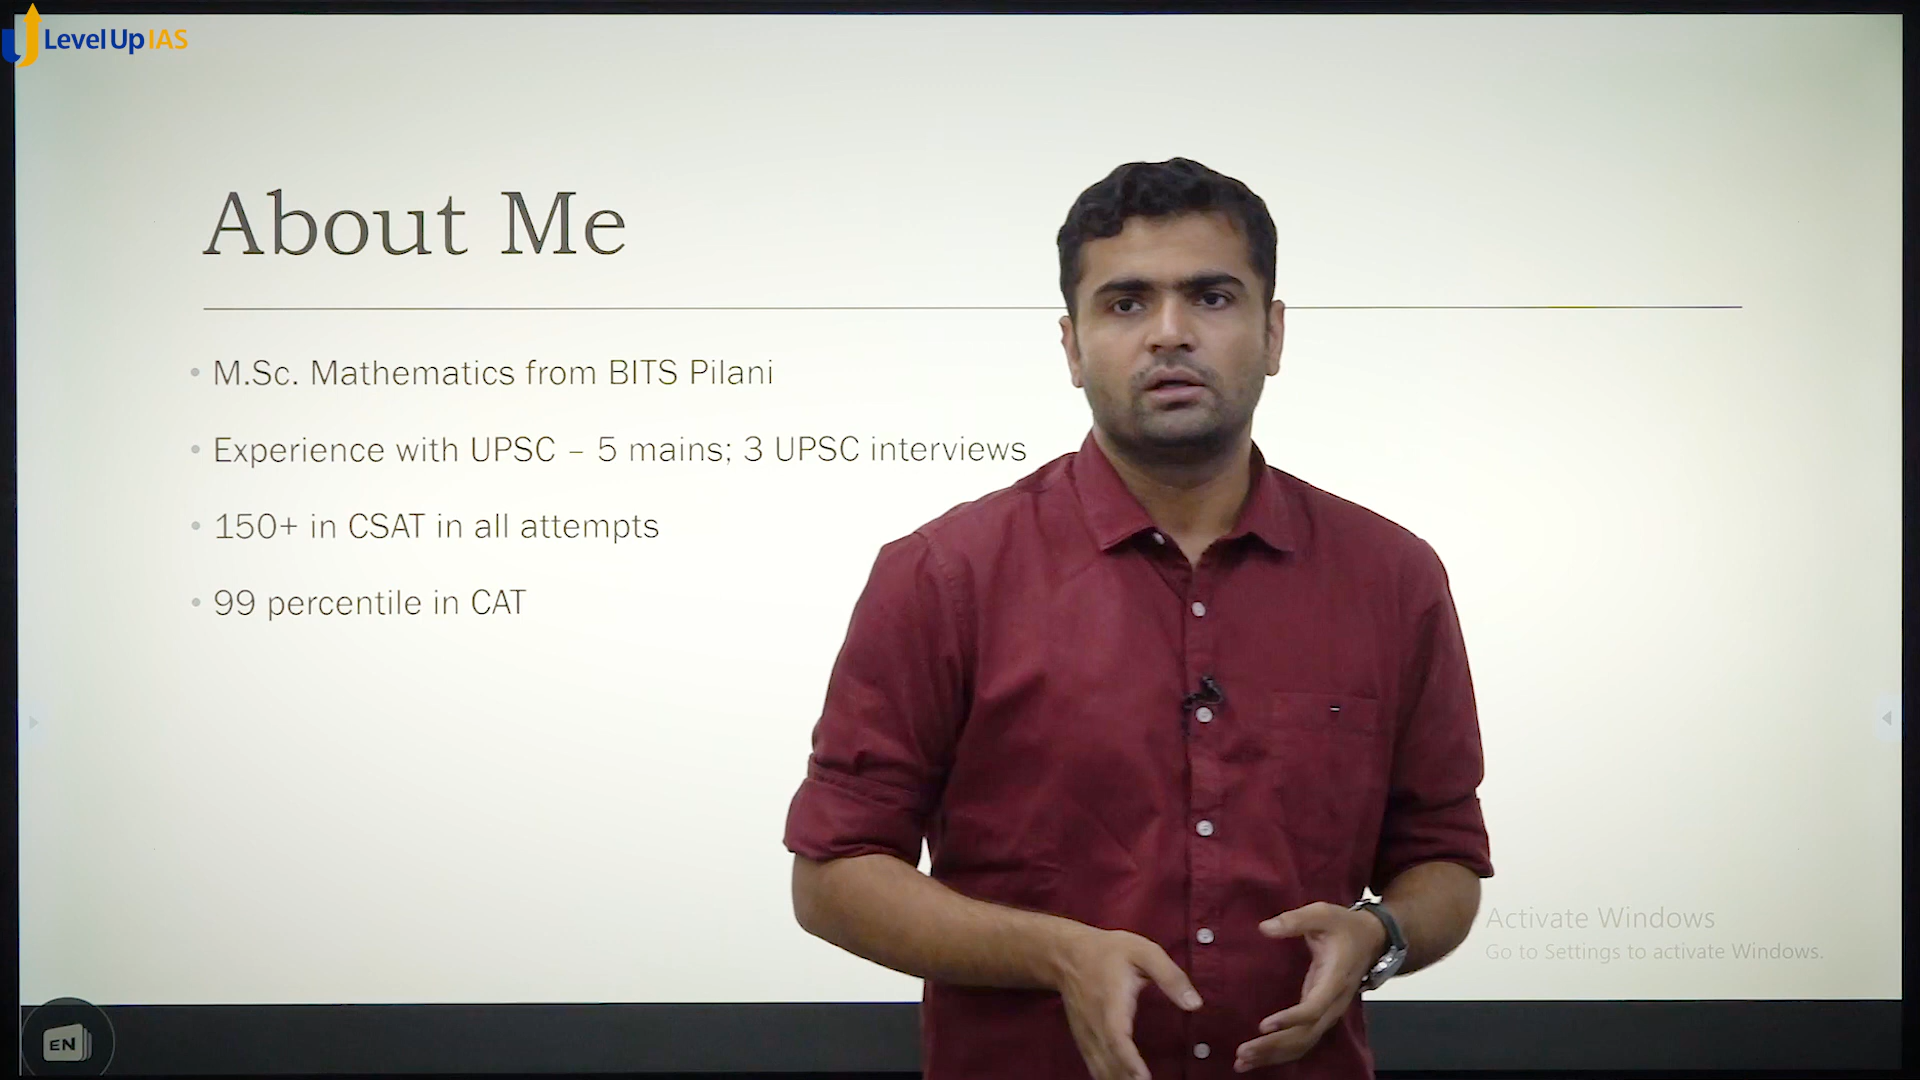 Level Up IAS
About Me
• M.Sc. Mathematics from BITS Pilani
• Experience with UPSC – 5 mains; 3 UPSC interviews
• 150+ in CSAT in all attempts
• 99 percentile in CAT
Activate Windows
Go to Settings to activate Windows.
EN